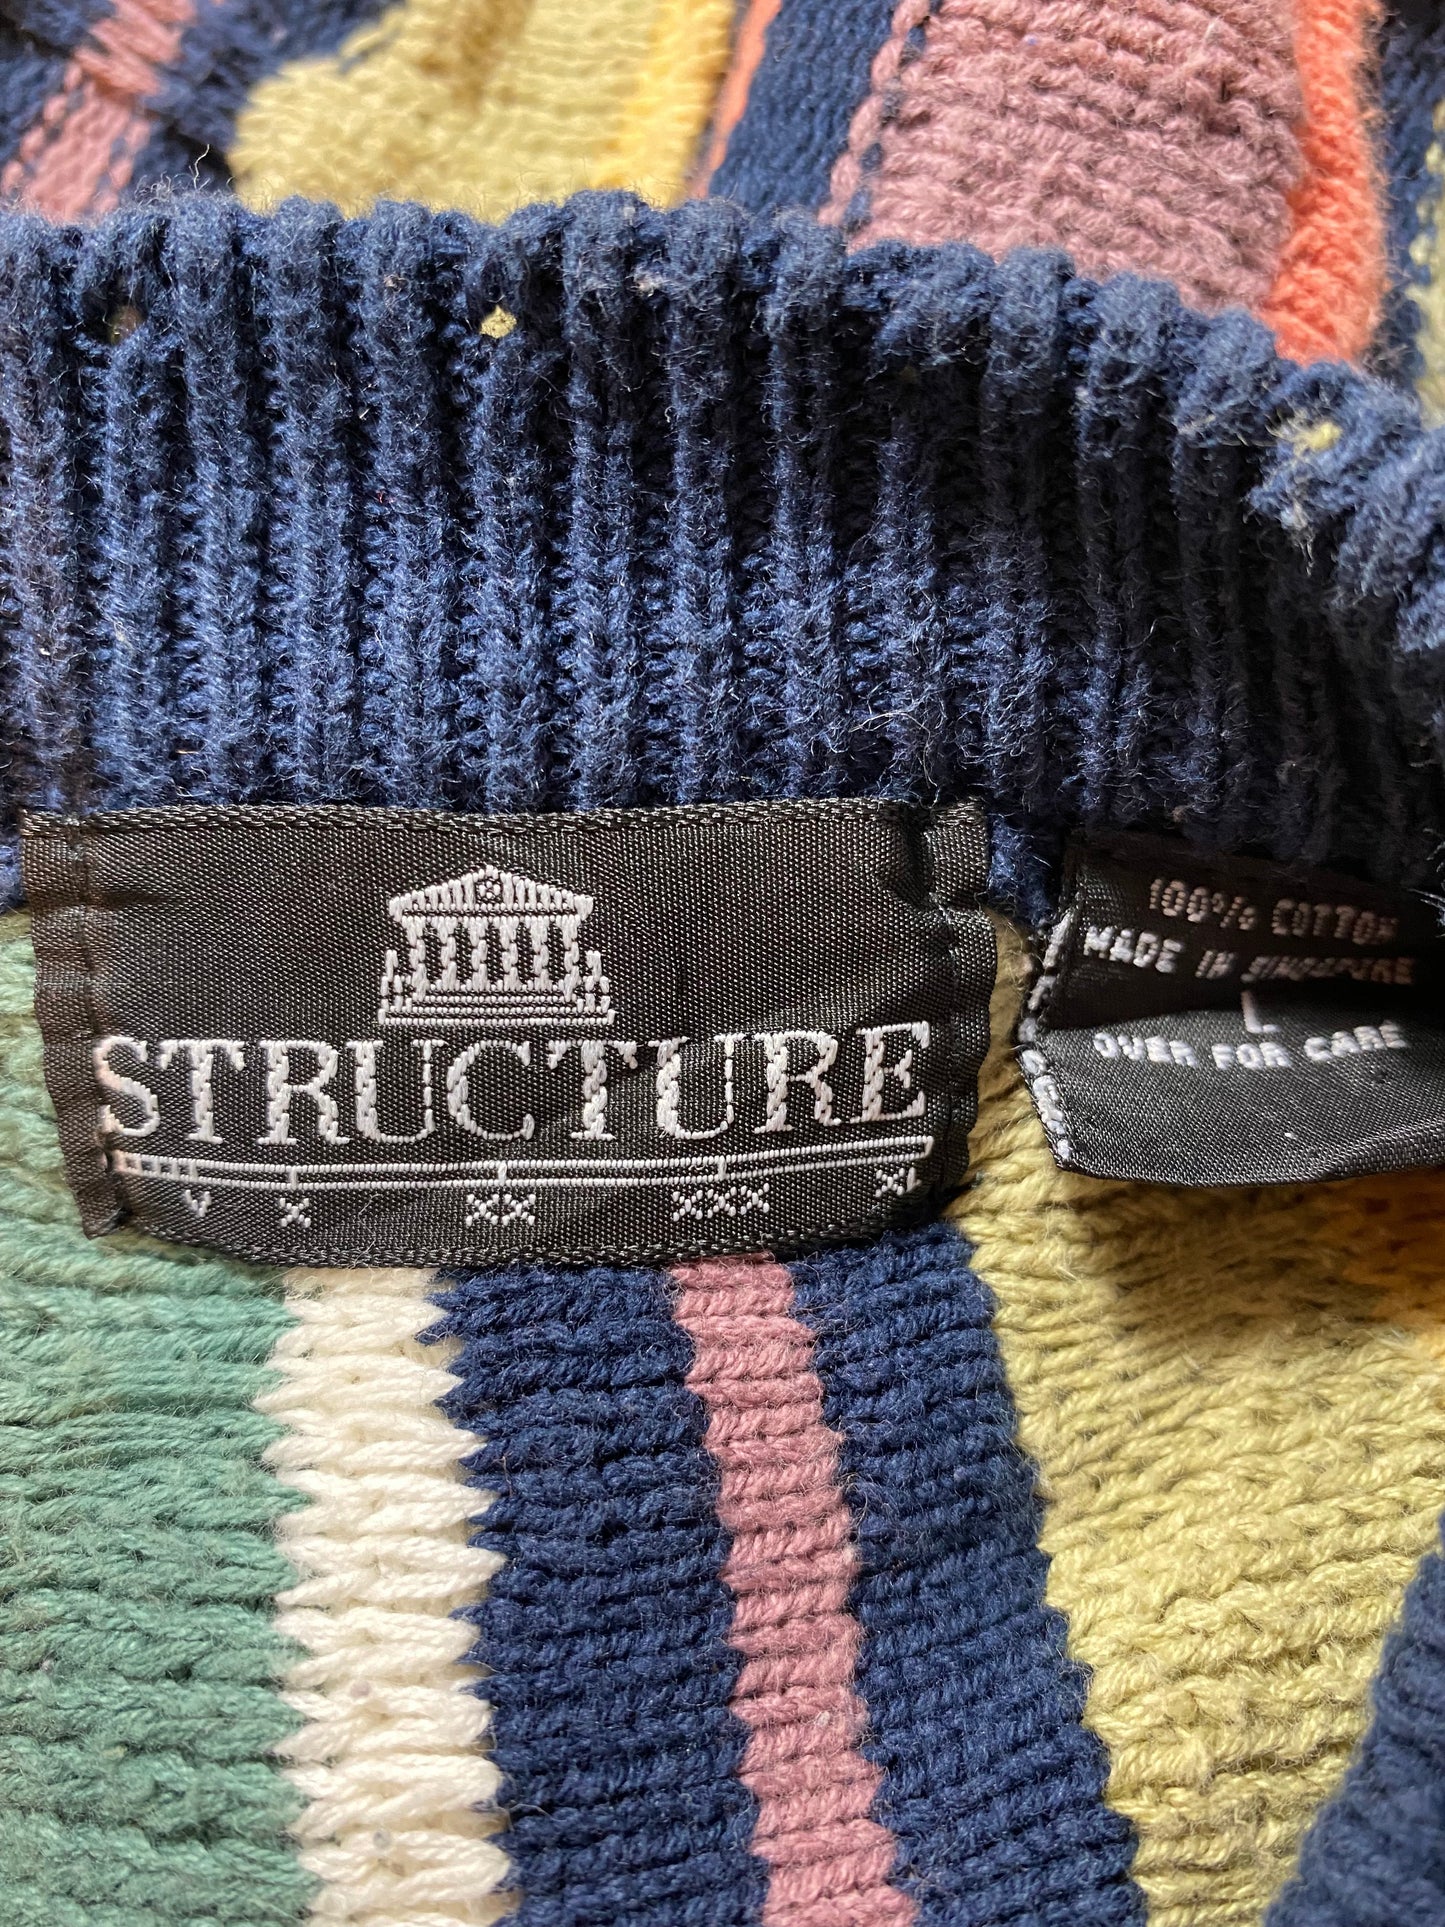 STRUCTURE
V X XX XXX XL
100% COTTON
MADE IN SINGAPORE
L
OVER FOR CARE